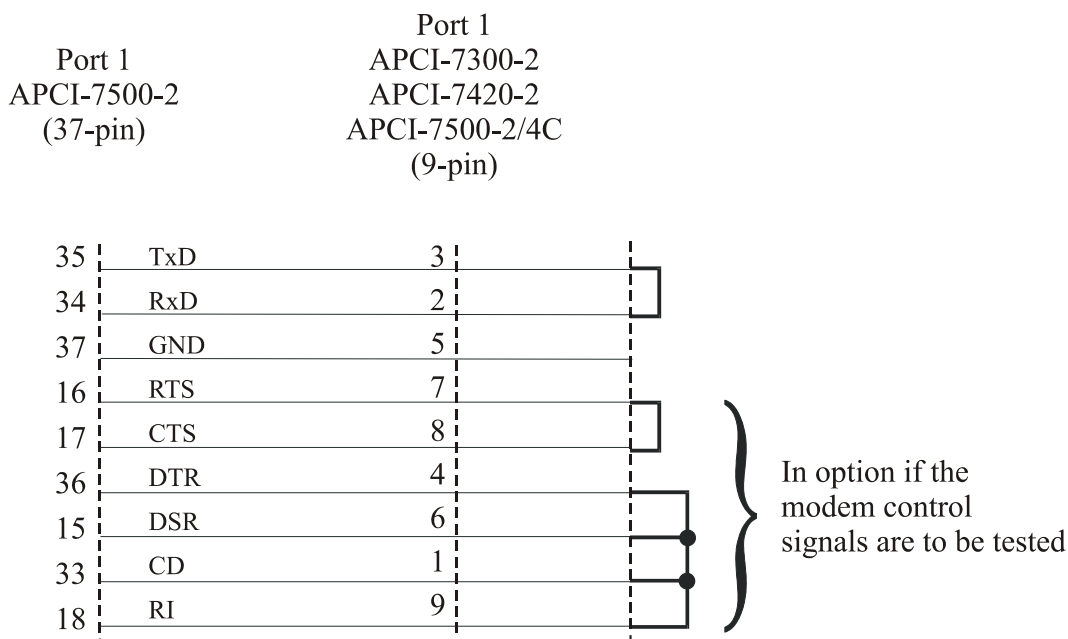 Port 1
APCI-7500-2
(37-pin)
Port 1
APCI-7300-2
APCI-7420-2
APCI-7500-2/4C
(9-pin)
35 TxD 3
34 RxD 2
37 GND 5
16 RTS 7
17 CTS 8
36 DTR 4
15 DSR 6
33 CD 1
18 RI 9
In option if the
modem control
signals are to be tested